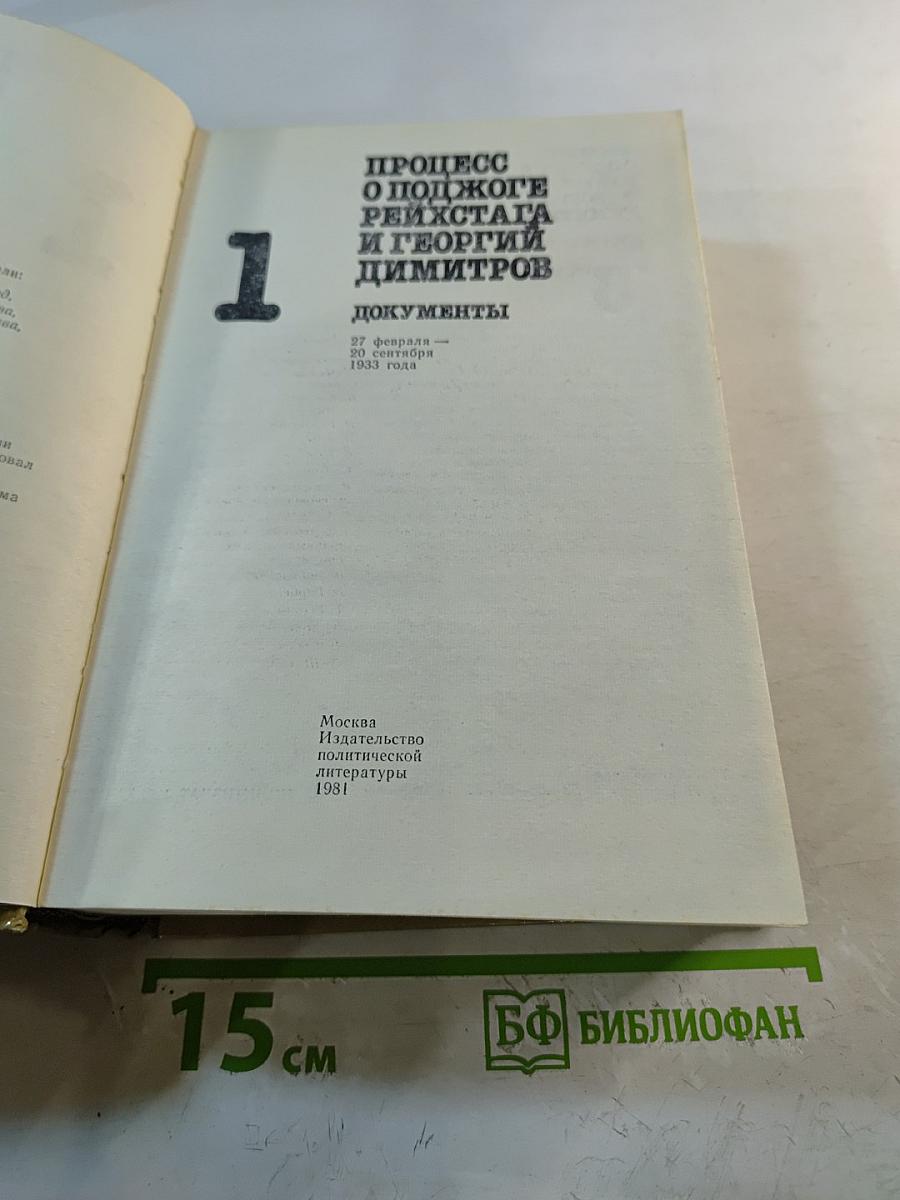 1
ПРОЦЕСС
О ПОДЖОГЕ
РЕЙХСТАГА
И ГЕОРГИЙ
ДИМИТРОВ
ДОКУМЕНТЫ
27 февраля —
20 сентября
1933 года
Москва
Издательство
политической
литературы
1981
15 см
БФ БИБЛИОФАН